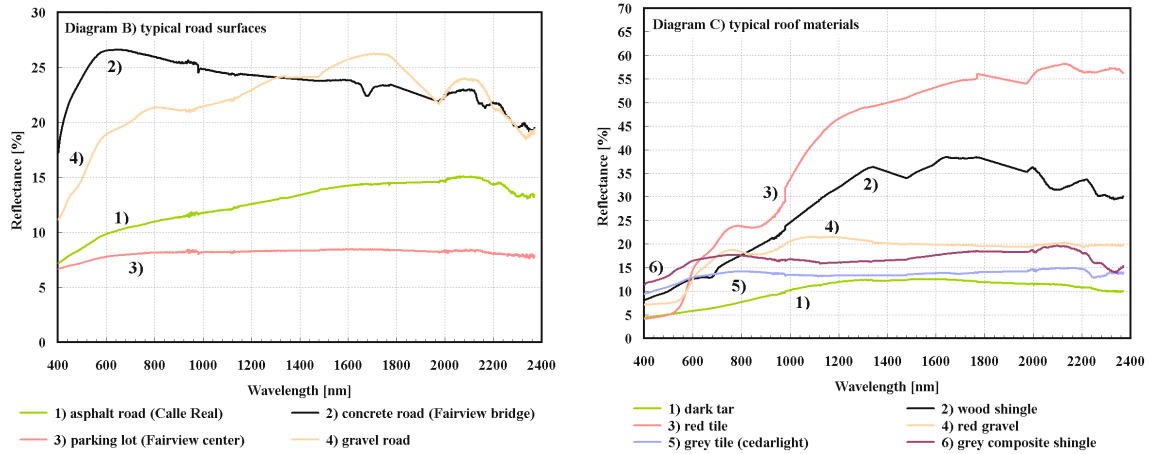 Diagram B) typical road surfaces
Reflectance [%]
30
25
20
15
10
5
0
2)
4)
1)
3)
400 600 800 1000 1200 1400 1600 1800 2000 2200 2400
Wavelength [nm]
1) asphalt road (Calle Real) 2) concrete road (Fairview bridge)
3) parking lot (Fairview center) 4) gravel road
Diagram C) typical roof materials
Reflectance [%]
70
65
60
55
50
45
40
35
30
25
20
15
10
5
0
3)
2)
4)
6)
5)
1)
400 600 800 1000 1200 1400 1600 1800 2000 2200 2400
Wavelength [nm]
1) dark tar 2) wood shingle
3) red tile 4) red gravel
5) grey tile (cedarlight) 6) grey composite shingle